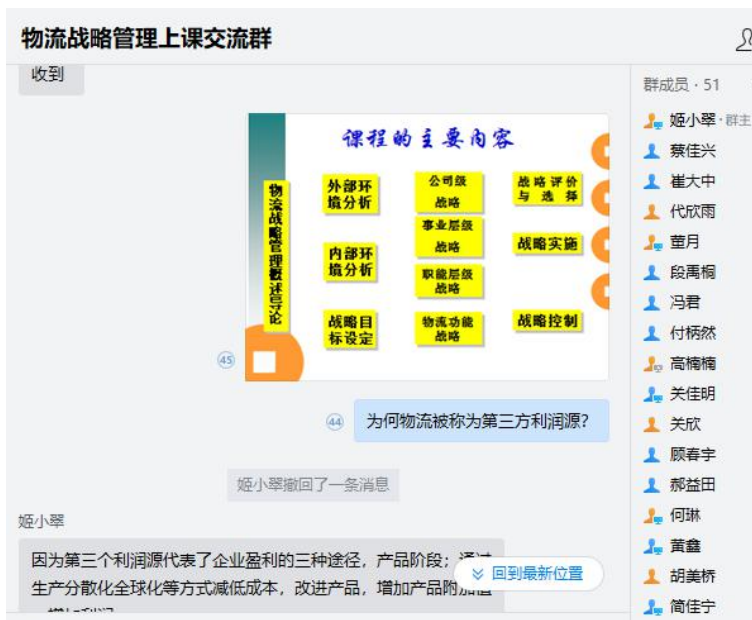 物流战略管理上课交流群
收到
课程的主要内容
物流战略管理概述与导论
外部环
境分析
内部环
境分析
战略目
标设定
公司级
战略
事业层级
战略
职能层级
战略
物流功能
战略
战略评价
与选择
战略实施
战略控制
45
44
为何物流被称为第三方利润源?
姬小翠撤回了一条消息
姬小翠
因为第三个利润源代表了企业盈利的三种途径,产品阶段;通过
生产分散化全球化等方式减低成本,改进产品,增加产品附加值
回到最新位置
群成员·51
姬小翠·群主
蔡佳兴
崔大中
代欣雨
董月
段禹桐
冯君
付柄然
高楠楠
关佳明
关欣
顾春宇
郝益田
何琳
黄鑫
胡美桥
简佳宁